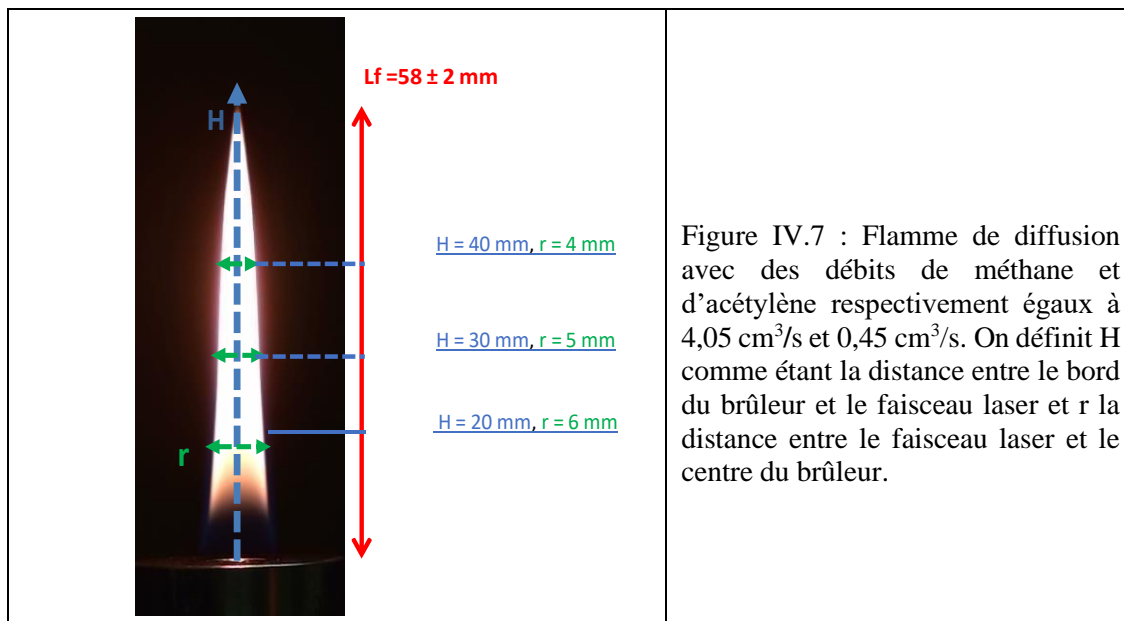 Lf =58 ± 2 mm
H
H = 40 mm, r = 4 mm
H = 30 mm, r = 5 mm
H = 20 mm, r = 6 mm
r
Figure IV.7 : Flamme de diffusion
avec des débits de méthane et
d’acétylène respectivement égaux à
4,05 cm³/s et 0,45 cm³/s. On définit H
comme étant la distance entre le bord
du brûleur et le faisceau laser et r la
distance entre le faisceau laser et le
centre du brûleur.